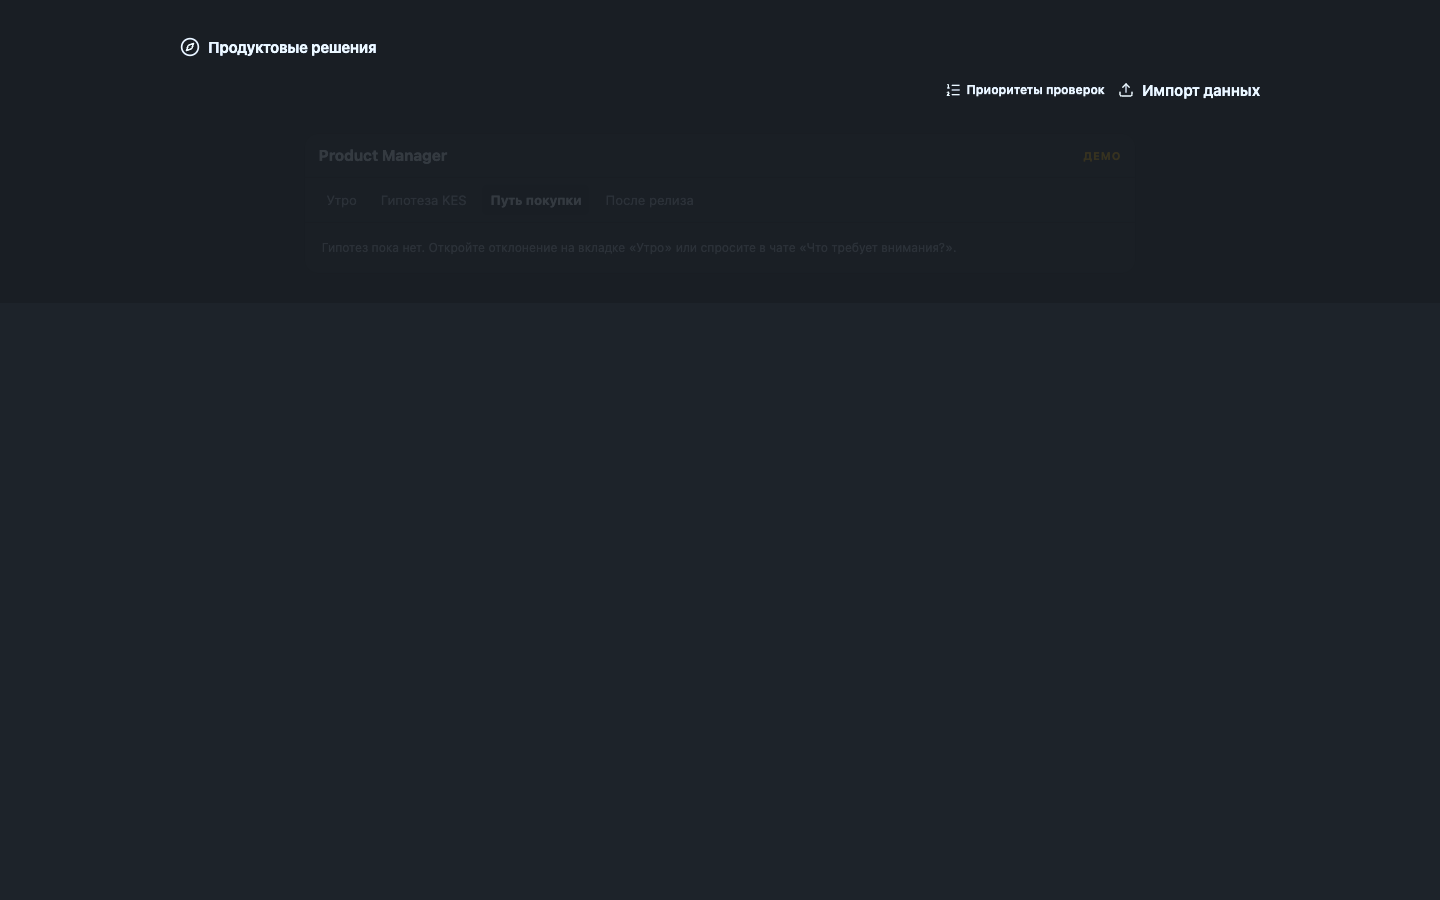 Продуктовые решения
Приоритеты проверок Импорт данных
Product Manager ДЕМО
Утро Гипотеза KES Путь покупки После релиза
Гипотез пока нет. Откройте отклонение на вкладке «Утро» или спросите в чате «Что требует внимания?».